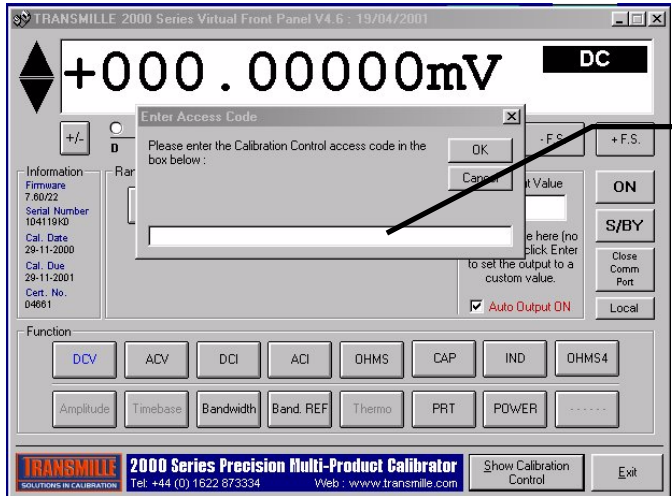 TRANSMILLE 2000 Series Virtual Front Panel V4.6 : 19/04/2001
+000.00000mV
DC
+/-
D
Enter Access Code
Please enter the Calibration Control access code in the
box below :
OK
- F.S.
+ F.S.
Information
Firmware
7.60/22
Serial Number
104119KD
Cal. Date
29-11-2000
Cal. Due
29-11-2001
Cert. No.
04661
Value
e here (no
click Enter
to set the output to a
custom value.
Auto Output ON
ON
S/BY
Close
Comm
Port
Local
Function
DCV
ACV
DCI
ACI
OHMS
CAP
IND
OHMS4
Amplitude
Timebase
Bandwidth
Band. REF
Thermo
PRT
POWER
------
TRANSMILLE
SOLUTIONS IN CALIBRATION
2000 Series Precision Multi-Product Calibrator
Tel: +44 (0) 1622 873334
Web : www.transmille.com
Show Calibration
Control
Exit